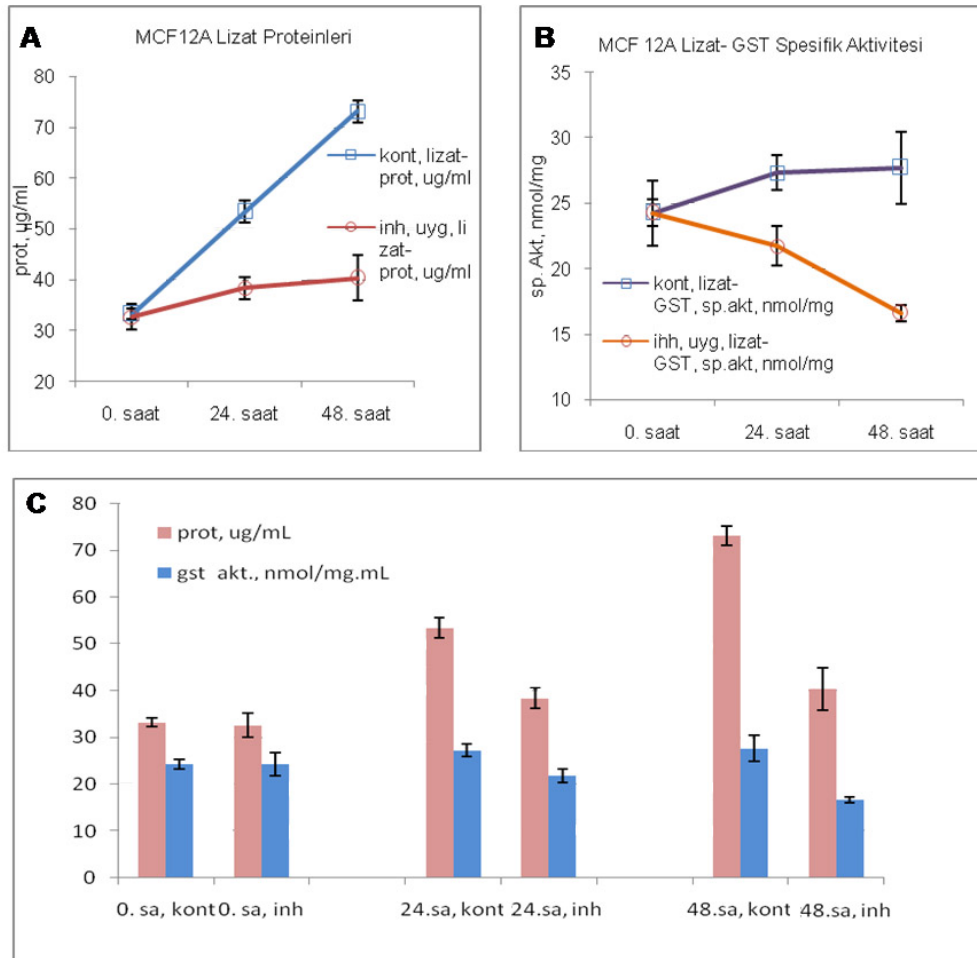 A
MCF12A Lizat Proteinleri
80
70
60
50
40
30
20
prot, µg/ml
kont, lizat-
prot, ug/ml
inh, uyg, li
zat-
prot, ug/ml
0. saat 24. saat 48. saat
B
MCF 12A Lizat- GST Spesifik Aktivitesi
35
30
25
20
15
10
sp. Akt, nmol/mg
kont, lizat-
GST, sp.akt, nmol/mg
ihh, uyg, lizat-
GST, sp.akt, nmol/mg
0. saat 24. saat 48. saat
C
80
70
60
50
40
30
20
10
0
prot, ug/mL
gst akt., nmol/mg.mL
0. sa, kont 0. sa, inh 24.sa, kont 24.sa, inh 48.sa, kont 48.sa, inh